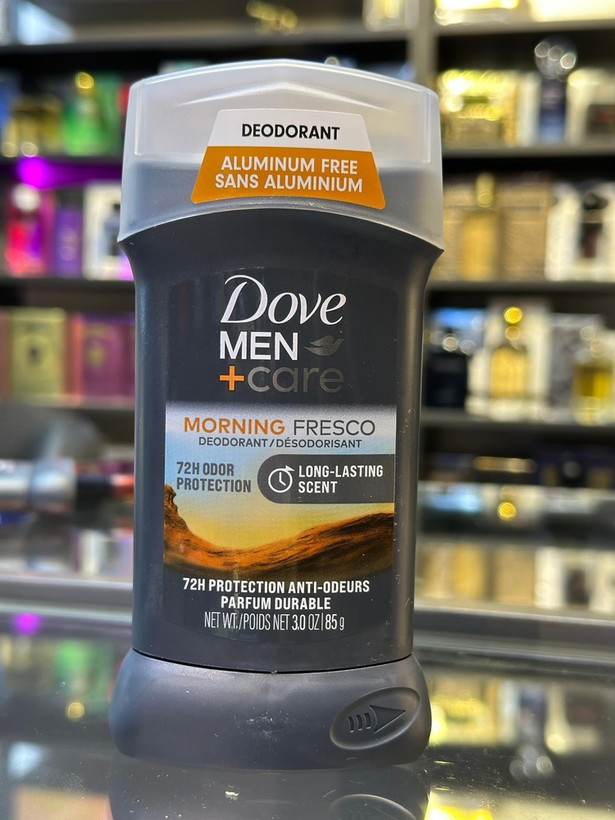 DEODORANT
ALUMINUM FREE
SANS ALUMINIUM
Dove
MEN
+care
MORNING FRESCO
DEODORANT/DÉSODORISANT
72H ODOR
PROTECTION
LONG-LASTING
SCENT
72H PROTECTION ANTI-ODEURS
PARFUM DURABLE
NET WT./POIDS NET 3.0 OZ|85 g